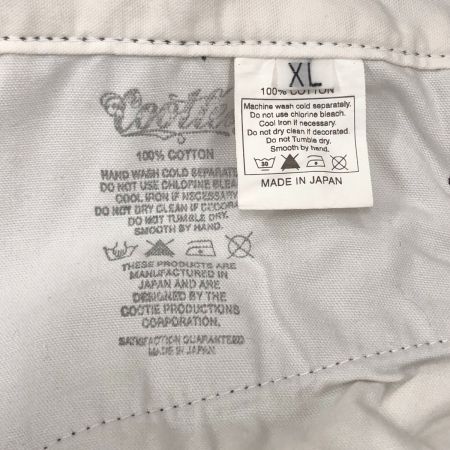 XL
100% COTTON
Machine wash cold separately.
Do not use chlorine bleach.
Cool Iron if necessary.
Do not dry clean if decorated.
Do not Tumble dry.
Smooth by hand.
30
MADE IN JAPAN
Cootie
100% COTTON
HAND WASH COLD SEPARATE
DO NOT USE CHLORINE BLEA
COOL IRON IF NECESSARY
DO NOT DRY CLEAN IF DECORA
DO NOT TUMBLE DRY.
SMOOTH BY HAND.
THESE PRODUCTS ARE
MANUFACTURED IN
JAPAN AND ARE
DESIGNED BY THE
COOTIE PRODUCTIONS
CORPORATION.
SATISFACTION GUARANTEED
MADE IN JAPAN